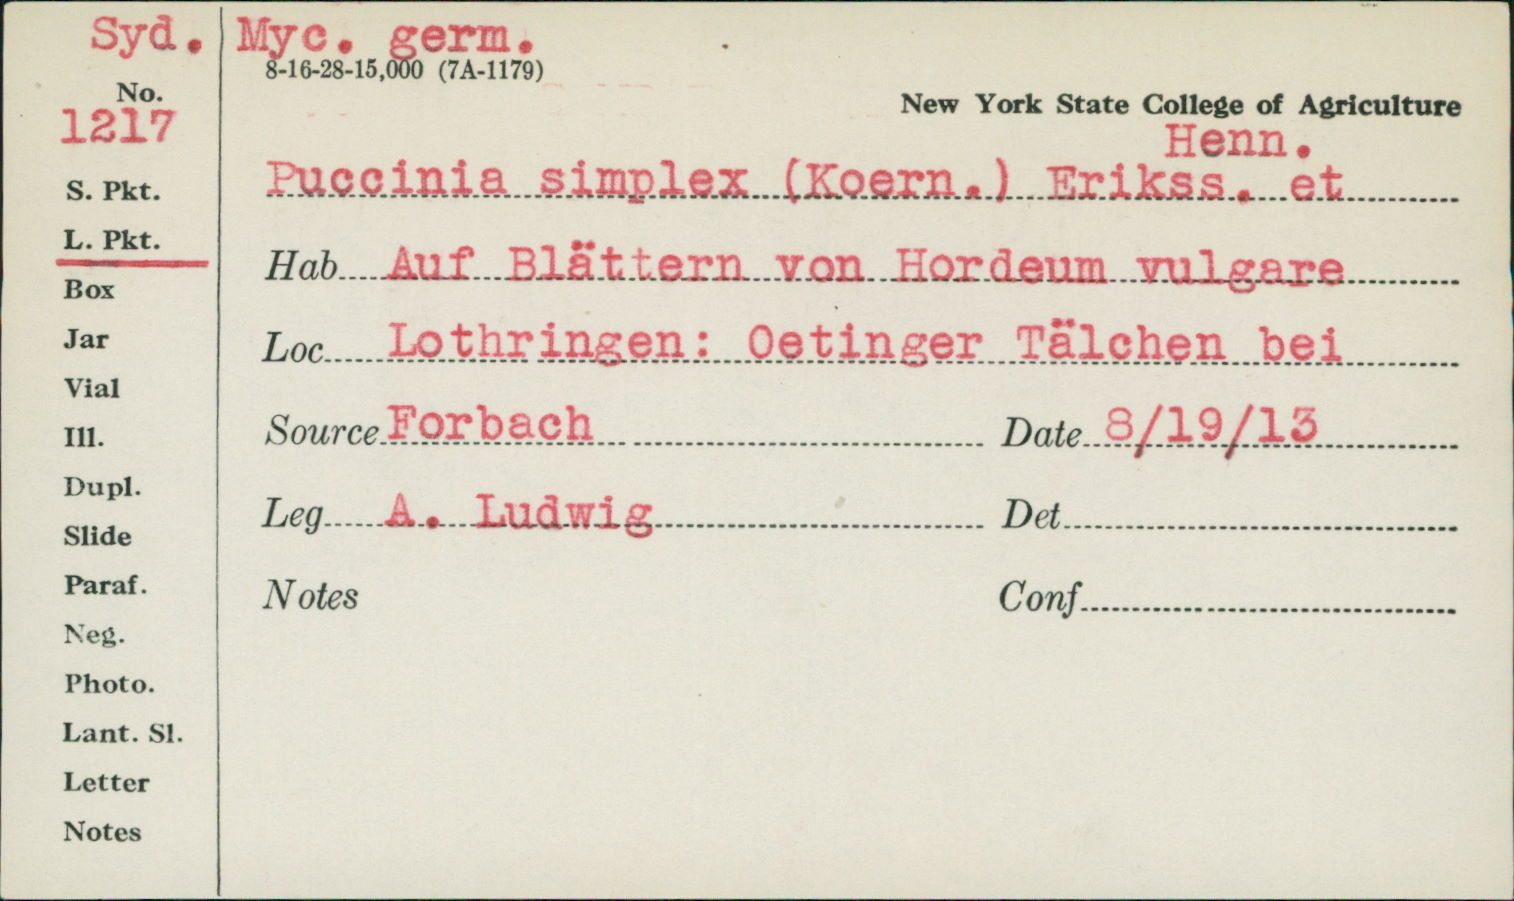 Syd. Myc. germ.
8-16-28-15,000 (7A-1179)
No.
1217
New York State College of Agriculture
Henn.
Puccinia simplex (Koern.) Erikss. et
S. Pkt.
L. Pkt.
Hab Auf Blättern von Hordeum vulgare
Box
Jar
Loc Lothringen: Oetinger Tälchen bei
Vial
Ill.
Source Forbach Date 8/19/13
Dupl.
Leg A. Ludwig Det
Slide
Paraf.
Notes Conf
Neg.
Photo.
Lant. Sl.
Letter
Notes